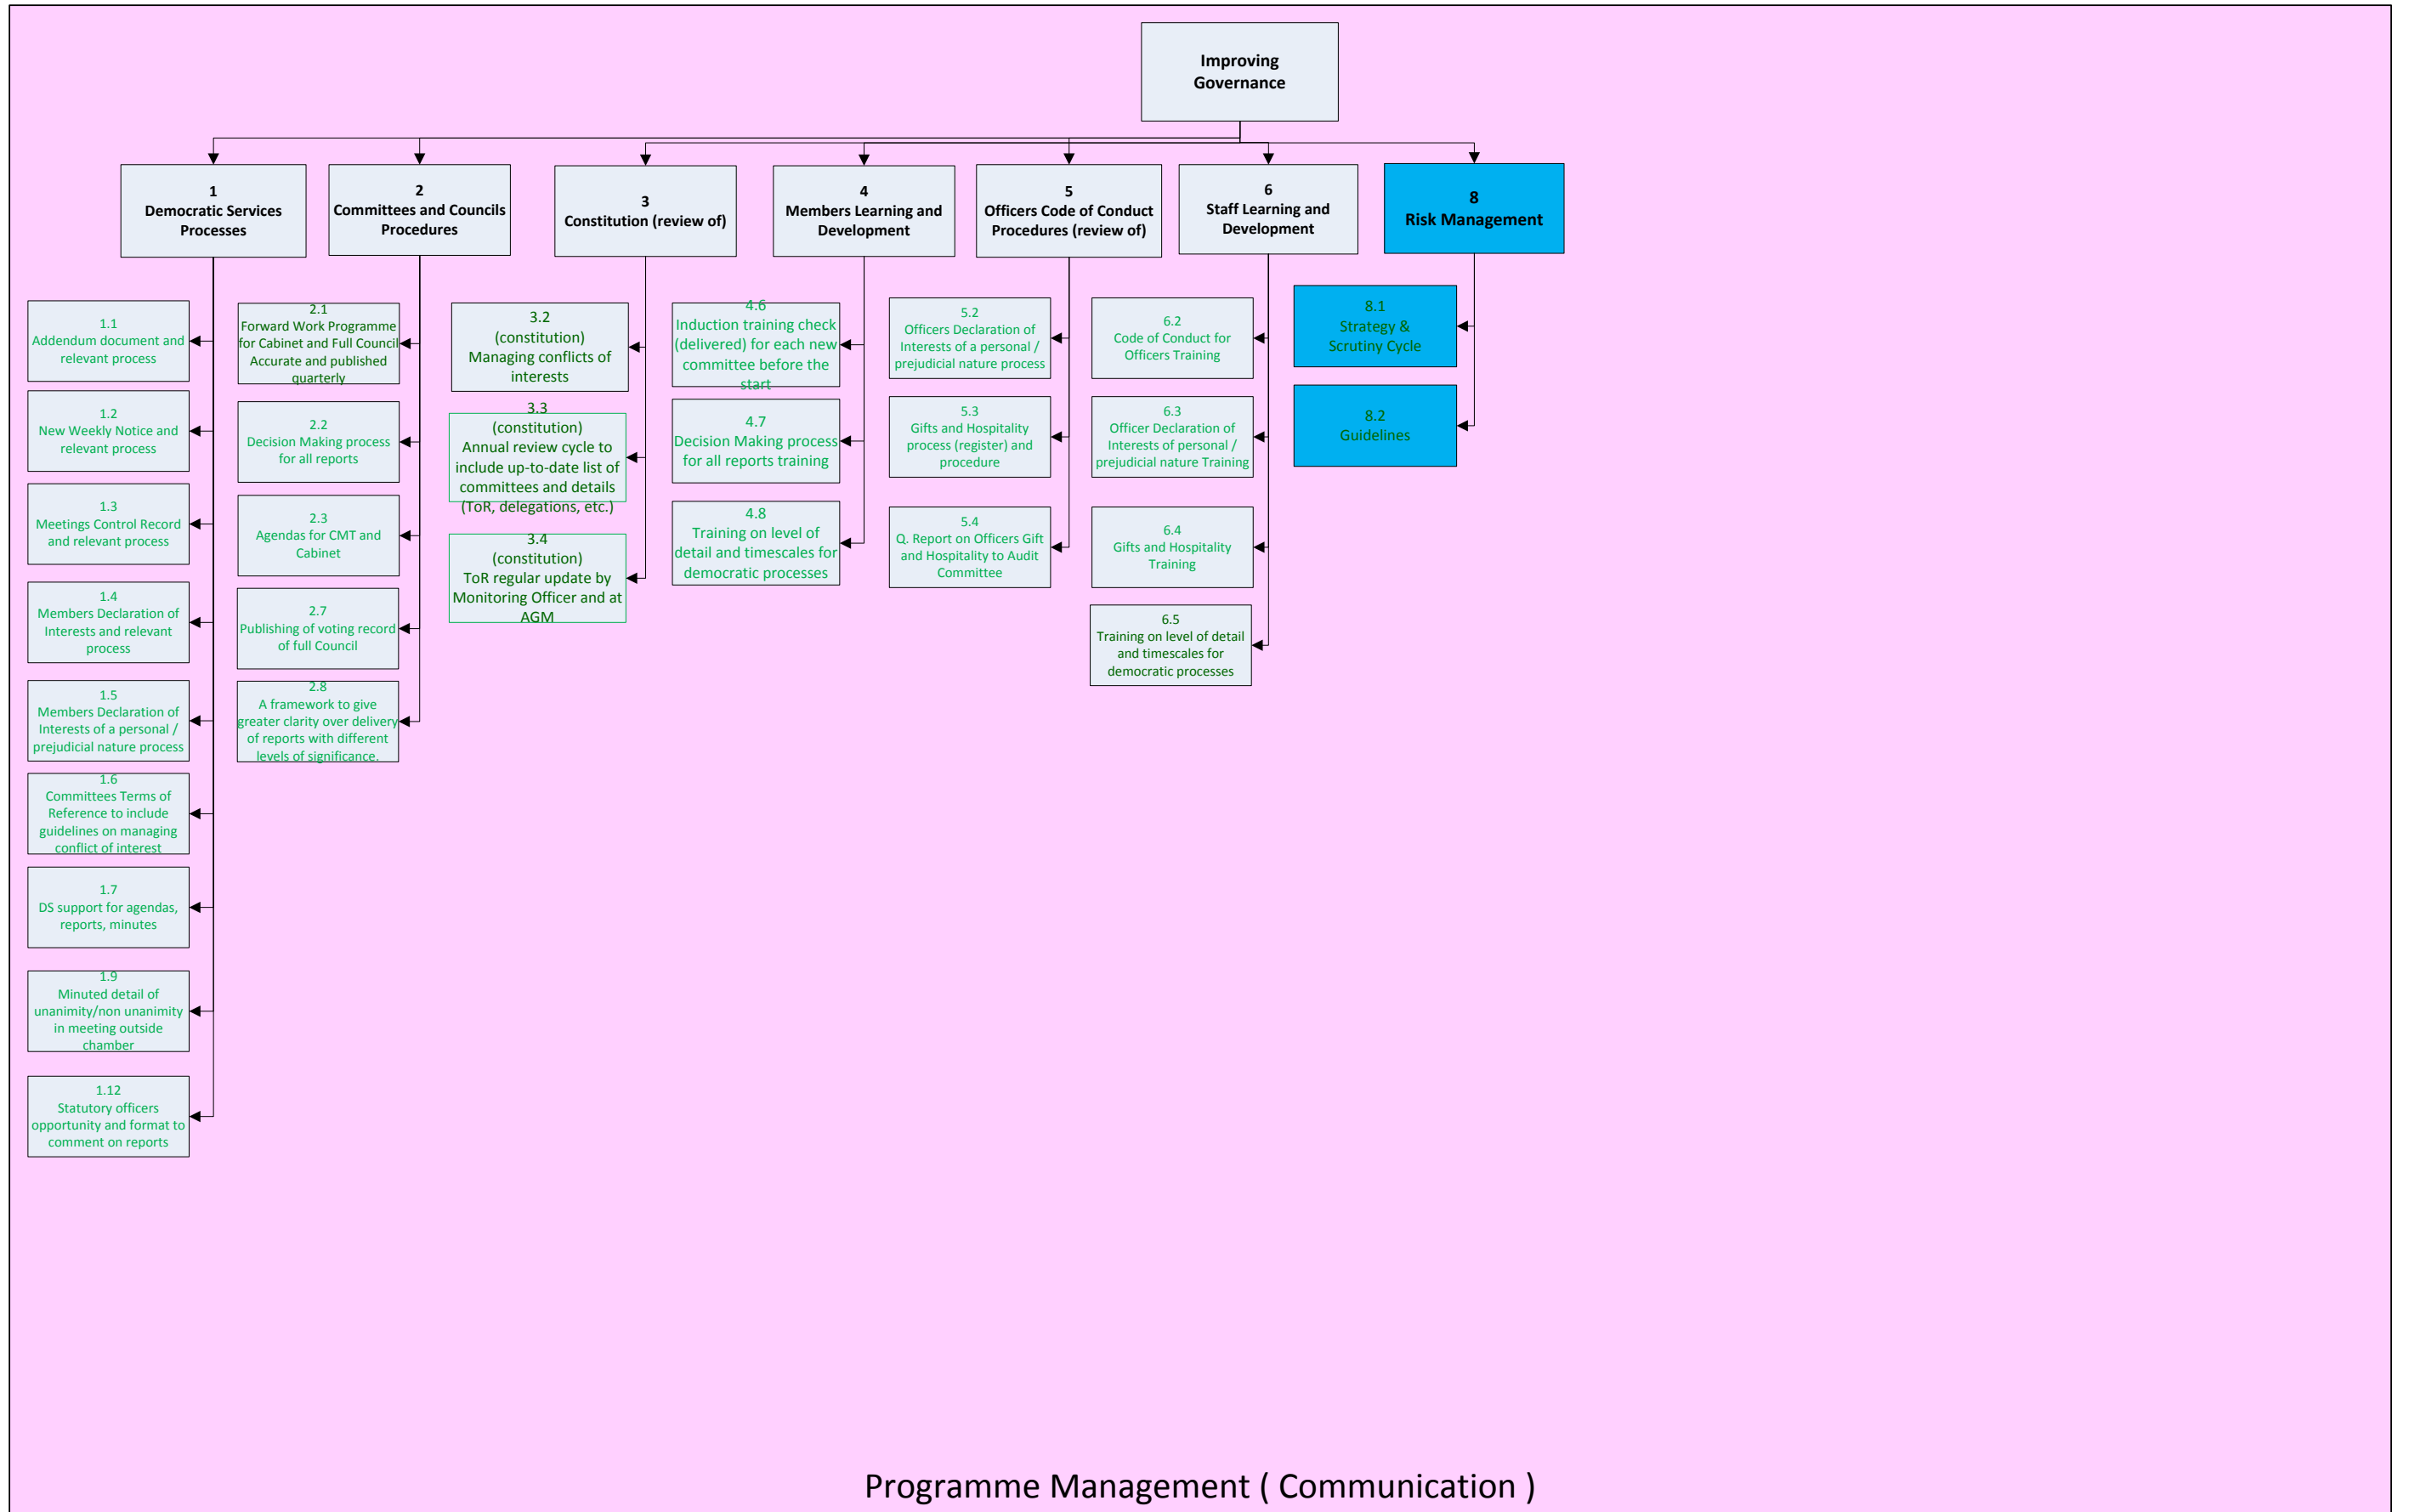 Improving
Governance
1
Democratic Services
Processes
2
Committees and Councils
Procedures
3
Constitution (review of)
4
Members Learning and
Development
5
Officers Code of Conduct
Procedures (review of)
6
Staff Learning and
Development
8
Risk Management
1.1
Addendum document and
relevant process
1.2
New Weekly Notice and
relevant process
1.3
Meetings Control Record
and relevant process
1.4
Members Declaration of
Interests and relevant
process
1.5
Members Declaration of
Interests of a personal /
prejudicial nature process
1.6
Committees Terms of
Reference to include
guidelines on managing
conflict of interest
1.7
DS support for agendas,
reports, minutes
1.9
Minuted detail of
unanimity/non unanimity
in meeting outside
chamber
1.12
Statutory officers
opportunity and format to
comment on reports
2.1
Forward Work Programme
for Cabinet and Full Council
Accurate and published
quarterly
2.2
Decision Making process
for all reports
2.3
Agendas for CMT and
Cabinet
2.7
Publishing of voting record
of full Council
2.8
A framework to give
greater clarity over delivery
of reports with different
levels of significance.
3.2
(constitution)
Managing conflicts of
interests
3.3
(constitution)
Annual review cycle to
include up-to-date list of
committees and details
(ToR, delegations, etc.)
3.4
(constitution)
ToR regular update by
Monitoring Officer and at
AGM
4.6
Induction training check
(delivered) for each new
committee before the
start
4.7
Decision Making process
for all reports training
4.8
Training on level of
detail and timescales for
democratic processes
5.2
Officers Declaration of
Interests of a personal /
prejudicial nature process
5.3
Gifts and Hospitality
process (register) and
procedure
5.4
Q. Report on Officers Gift
and Hospitality to Audit
Committee
6.2
Code of Conduct for
Officers Training
6.3
Officer Declaration of
Interests of personal /
prejudicial nature Training
6.4
Gifts and Hospitality
Training
6.5
Training on level of detail
and timescales for
democratic processes
8.1
Strategy &
Scrutiny Cycle
8.2
Guidelines
Programme Management ( Communication )